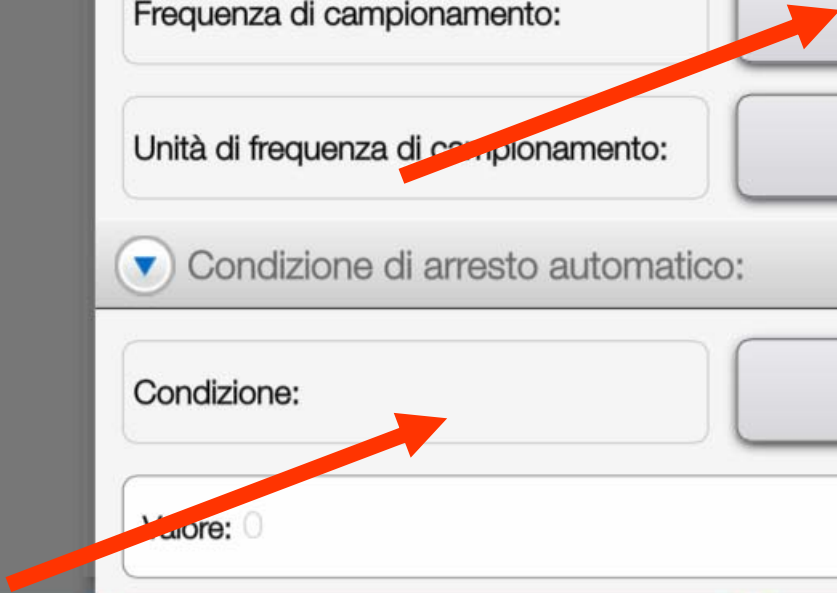 Frequenza di campionamento:
Unità di frequenza di campionamento:
Condizione di arresto automatico:
Condizione:
Valore: 0